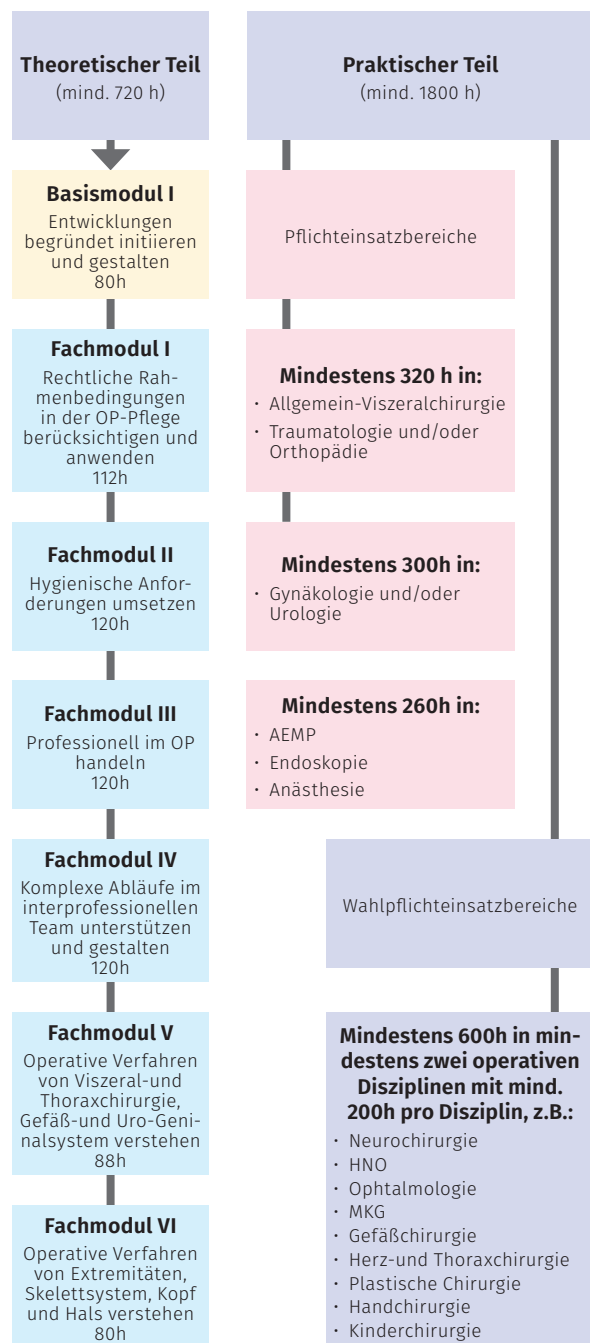 Theoretischer Teil
(mind. 720 h)
Basismodul I
Entwicklungen
begründet initiieren
und gestalten
80h
Fachmodul I
Rechtliche Rah-
menbedingungen
in der OP-Pflege
berücksichtigen und
anwenden
112h
Fachmodul II
Hygienische Anfor-
derungen umsetzen
120h
Fachmodul III
Professionell im OP
handeln
120h
Fachmodul IV
Komplexe Abläufe im
interprofessionellen
Team unterstützen
und gestalten
120h
Fachmodul V
Operative Verfahren
von Viszeral-und
Thoraxchirurgie,
Gefäß-und Uro-Geni-
nalsystem verstehen
88h
Fachmodul VI
Operative Verfahren
von Extremitäten,
Skelettsystem, Kopf
und Hals verstehen
80h
Praktischer Teil
(mind. 1800 h)
Pflichteinsatzbereiche
Mindestens 320 h in:
· Allgemein-Viszeralchirurgie
· Traumatologie und/oder
Orthopädie
Mindestens 300h in:
· Gynäkologie und/oder
Urologie
Mindestens 260h in:
· AEMP
· Endoskopie
· Anästhesie
Wahlpflichteinsatzbereiche
Mindestens 600h in min-
destens zwei operativen
Disziplinen mit mind.
200h pro Disziplin, z.B.:
· Neurochirurgie
· HNO
· Ophtalmologie
· MKG
· Gefäßchirurgie
· Herz-und Thoraxchirurgie
· Plastische Chirurgie
· Handchirurgie
· Kinderchirurgie